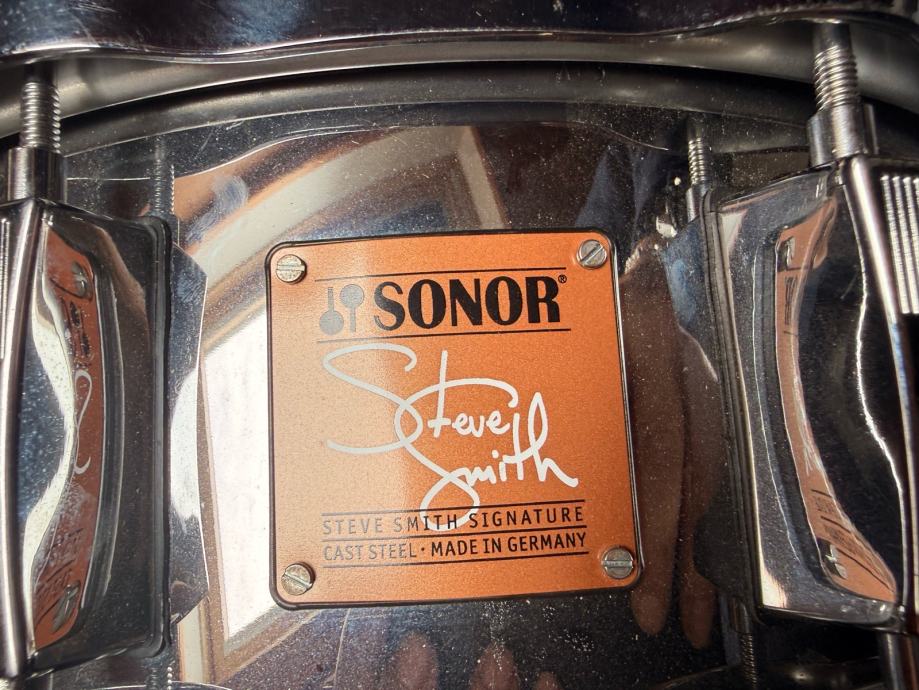 SONOR®
Steve
Smith
STEVE SMITH SIGNATURE
CAST STEEL · MADE IN GERMANY